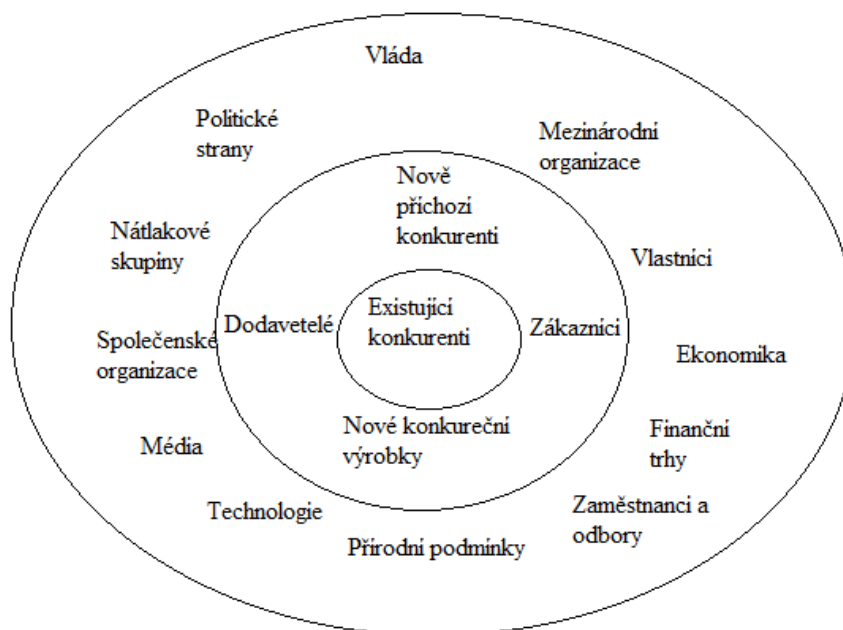 Vláda
Politické
strany
Mezinárodní
organizace
Nově
příchozí
konkurenti
Nátlakové
skupiny
Vlastníci
Existující
konkurenti
Dodavetelé
Zákazníci
Společenské
organizace
Ekonomika
Nové konkureční
výrobky
Média
Finanční
trhy
Technologie
Zaměstnanci a
odbory
Přírodní podmínky